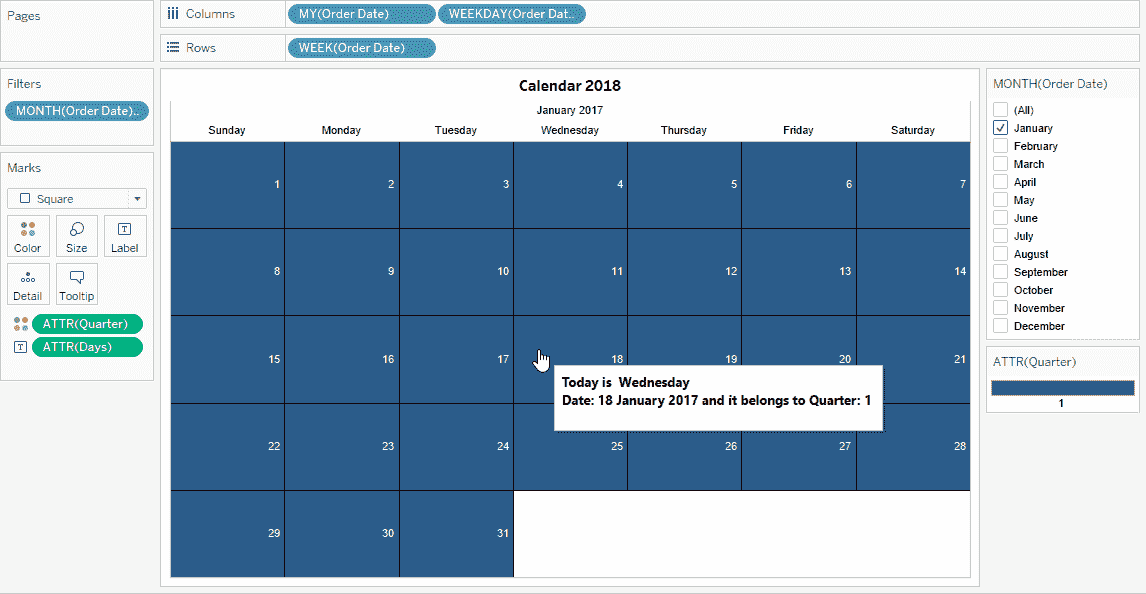 Pages
Columns MY(Order Date) WEEKDAY(Order Dat..
Rows WEEK(Order Date)
Filters
MONTH(Order Date)..
Marks
Square
Color Size Label
Detail Tooltip
ATTR(Quarter)
T ATTR(Days)
Calendar 2018
January 2017
Sunday Monday Tuesday Wednesday Thursday Friday Saturday
1 2 3 4 5 6 7
8 9 10 11 12 13 14
15 16 17 18 19 20 21
Today is Wednesday
Date: 18 January 2017 and it belongs to Quarter: 1
22 23 24 25 26 27 28
29 30 31
MONTH(Order Date)
(All)
January
February
March
April
May
June
July
August
September
October
November
December
ATTR(Quarter)
1